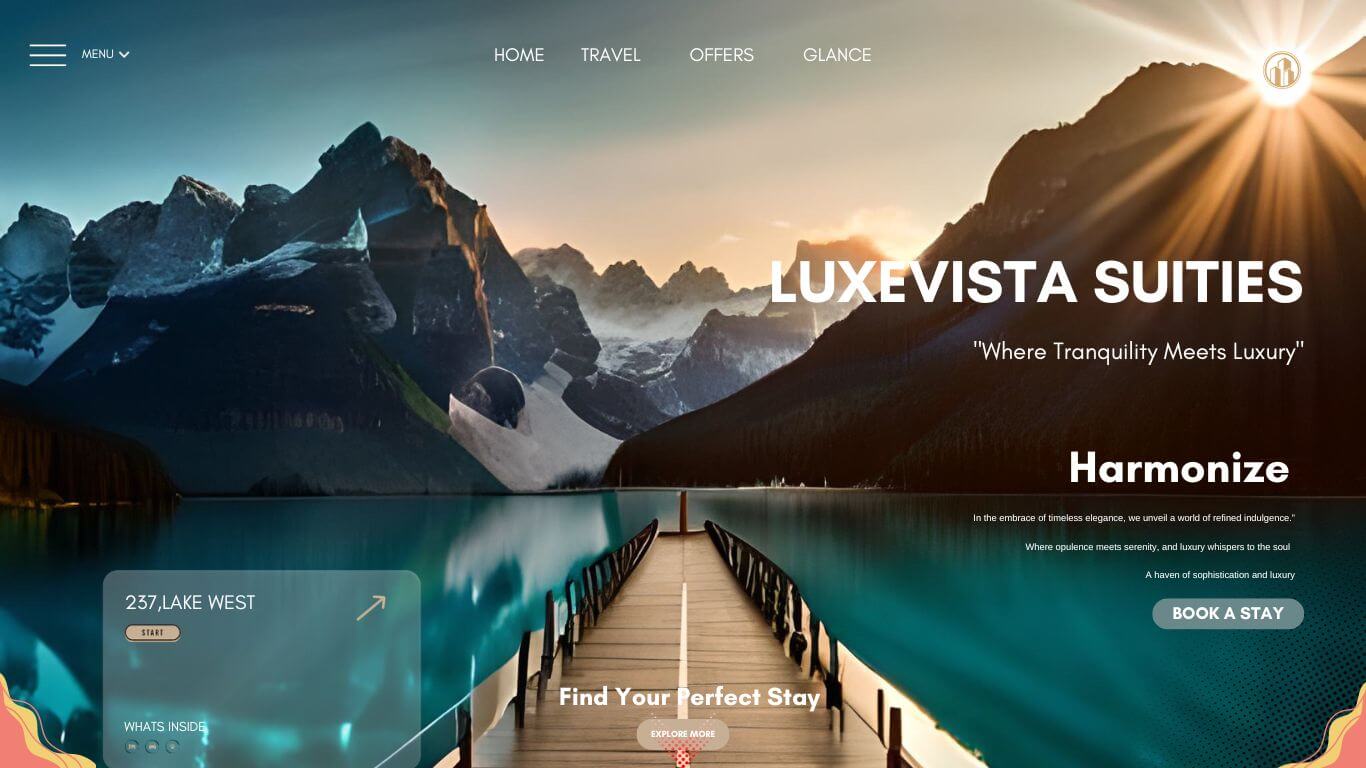 MENU
HOME TRAVEL OFFERS GLANCE
LUXEVISTA SUITIES
"Where Tranquility Meets Luxury"
Harmonize
In the embrace of timeless elegance, we unveil a world of refined indulgence."
Where opulence meets serenity, and luxury whispers to the soul
A haven of sophistication and luxury
BOOK A STAY
237,LAKE WEST
START
WHATS INSIDE
Find Your Perfect Stay
EXPLORE MORE